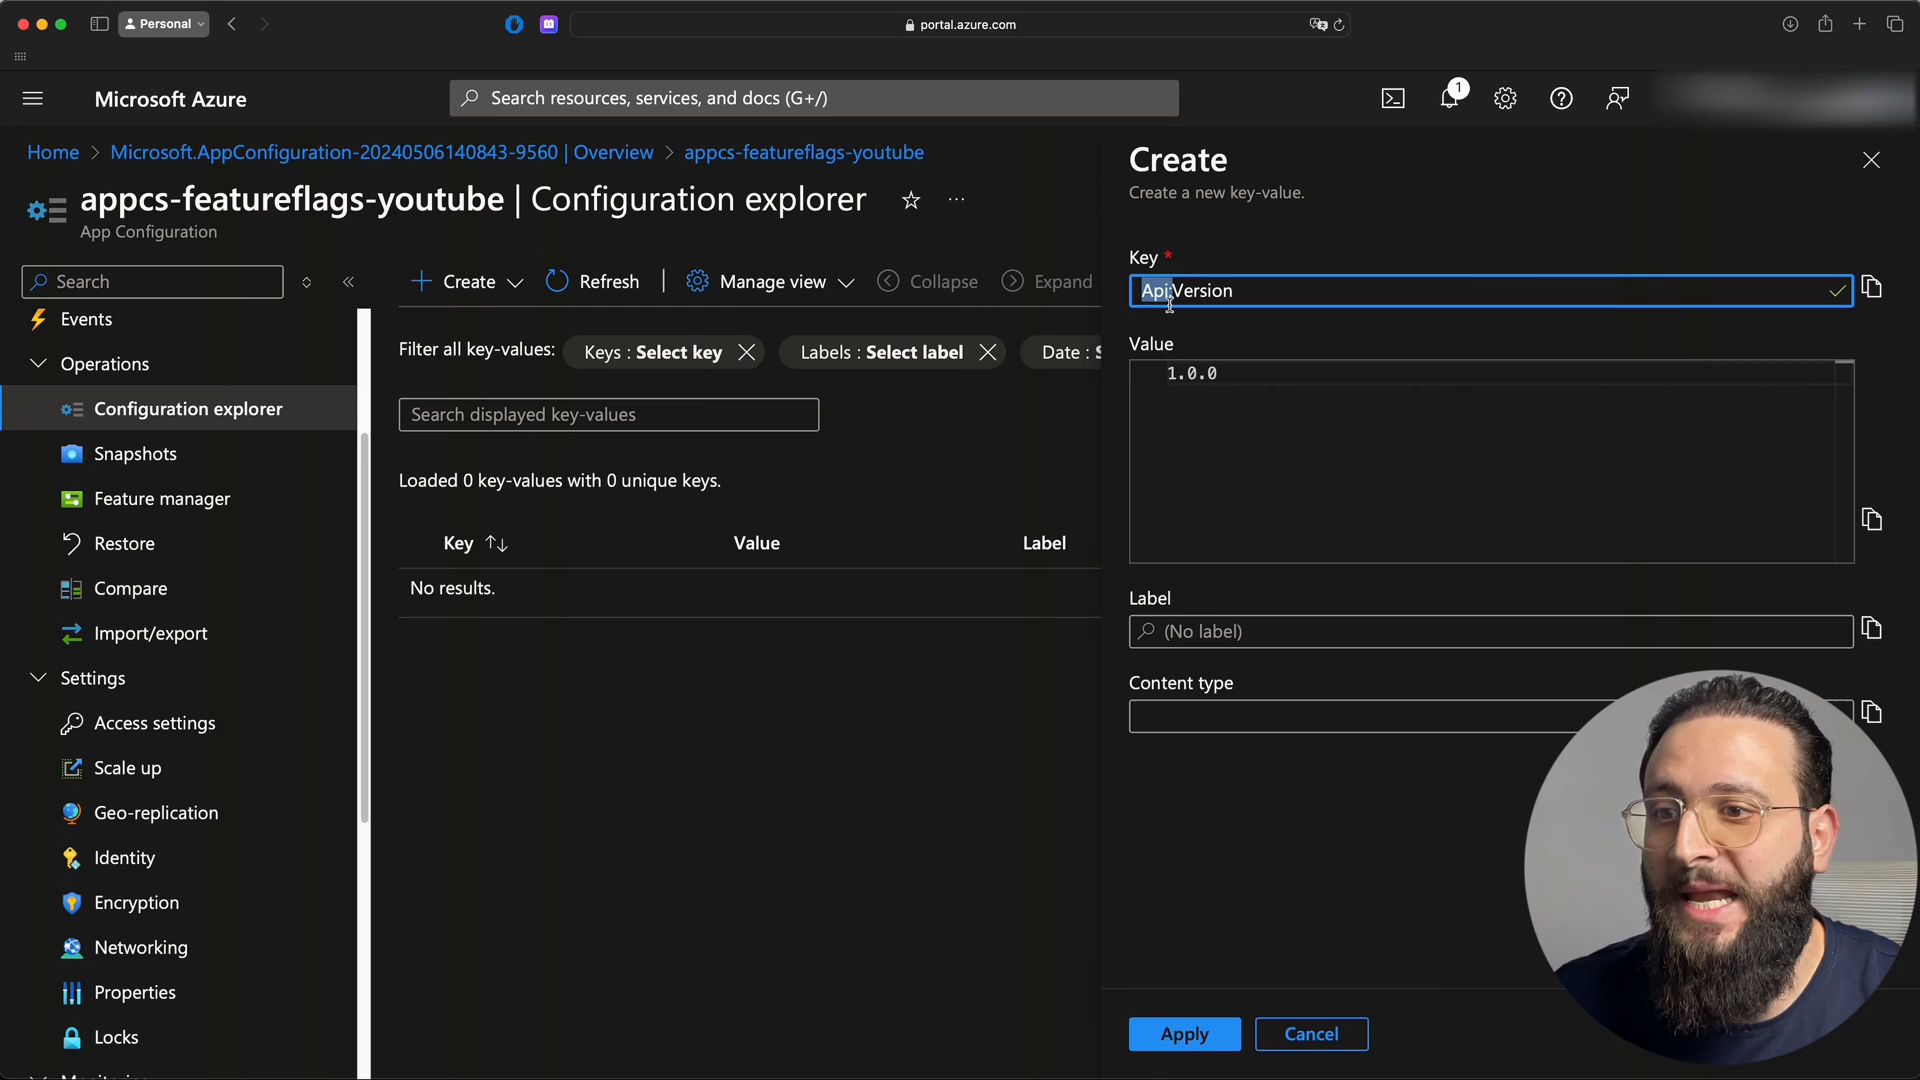 Personal
portal.azure.com
Microsoft Azure
Search resources, services, and docs (G+/)
1
Home > Microsoft.AppConfiguration-20240506140843-9560 | Overview > appcs-featureflags-youtube
appcs-featureflags-youtube | Configuration explorer
App Configuration
Search
Events
Operations
Configuration explorer
Snapshots
Feature manager
Restore
Compare
Import/export
Settings
Access settings
Scale up
Geo-replication
Identity
Encryption
Networking
Properties
Locks
Create
Refresh
Manage view
Collapse
Expand
Filter all key-values:
Keys : Select key
Labels : Select label
Date : S
Search displayed key-values
Loaded 0 key-values with 0 unique keys.
Key
Value
Label
No results.
Create
Create a new key-value.
Key *
Api:Version
Value
1.0.0
Label
(No label)
Content type
Apply
Cancel